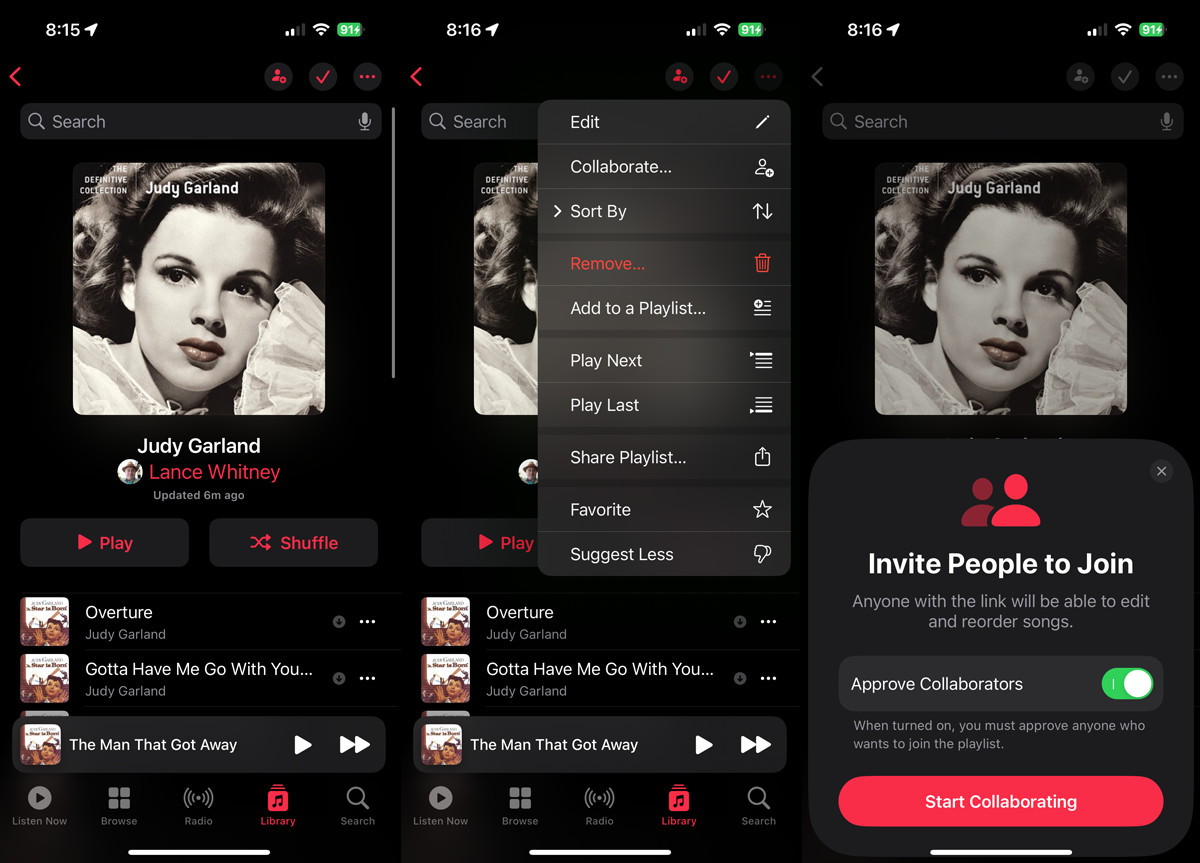 8:15
91
Search
THE
DEFINITIVE
COLLECTION
Judy Garland
Judy Garland
Lance Whitney
Updated 6m ago
Play
Shuffle
Overture
Judy Garland
Gotta Have Me Go With You...
Judy Garland
The Man That Got Away
Listen Now
Browse
Radio
Library
Search
8:16
91
Search
THE
DEFINITIVE
COLLECTION
Edit
Collaborate...
Sort By
Remove...
Add to a Playlist...
Play Next
Play Last
Share Playlist...
Favorite
Suggest Less
Play
Overture
Judy Garland
Gotta Have Me Go With You...
Judy Garland
The Man That Got Away
Listen Now
Browse
Radio
Library
Search
8:16
91
Search
THE
DEFINITIVE
COLLECTION
Judy Garland
Invite People to Join
Anyone with the link will be able to edit
and reorder songs.
Approve Collaborators
When turned on, you must approve anyone who
wants to join the playlist.
Start Collaborating